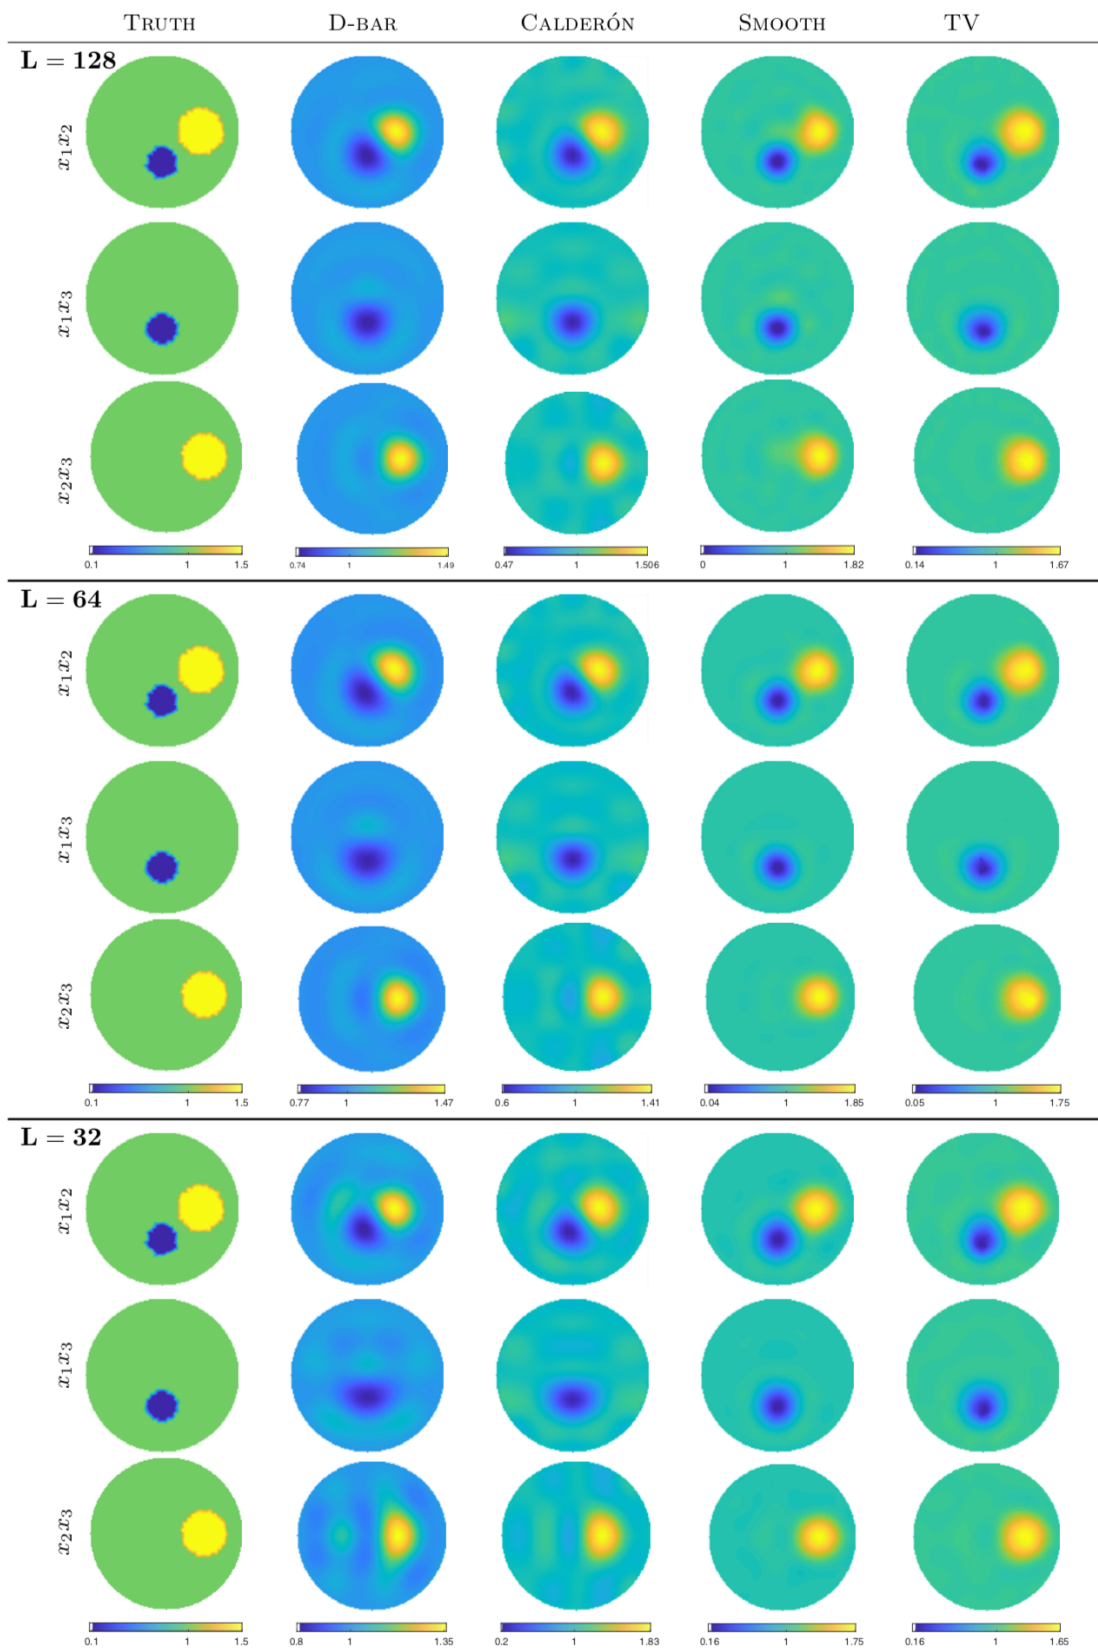 TRUTH D-BAR CALDERÓN SMOOTH TV
L = 128
x₁x₂
x₁x₃
x₂x₃
0.1 1 1.5 0.74 1 1.49 0.47 1 1.506 0 1 1.82 0.14 1 1.67
L = 64
x₁x₂
x₁x₃
x₂x₃
0.1 1 1.5 0.77 1 1.47 0.6 1 1.41 0.04 1 1.85 0.05 1 1.75
L = 32
x₁x₂
x₁x₃
x₂x₃
0.1 1 1.5 0.8 1 1.35 0.2 1 1.83 0.16 1 1.75 0.16 1 1.65